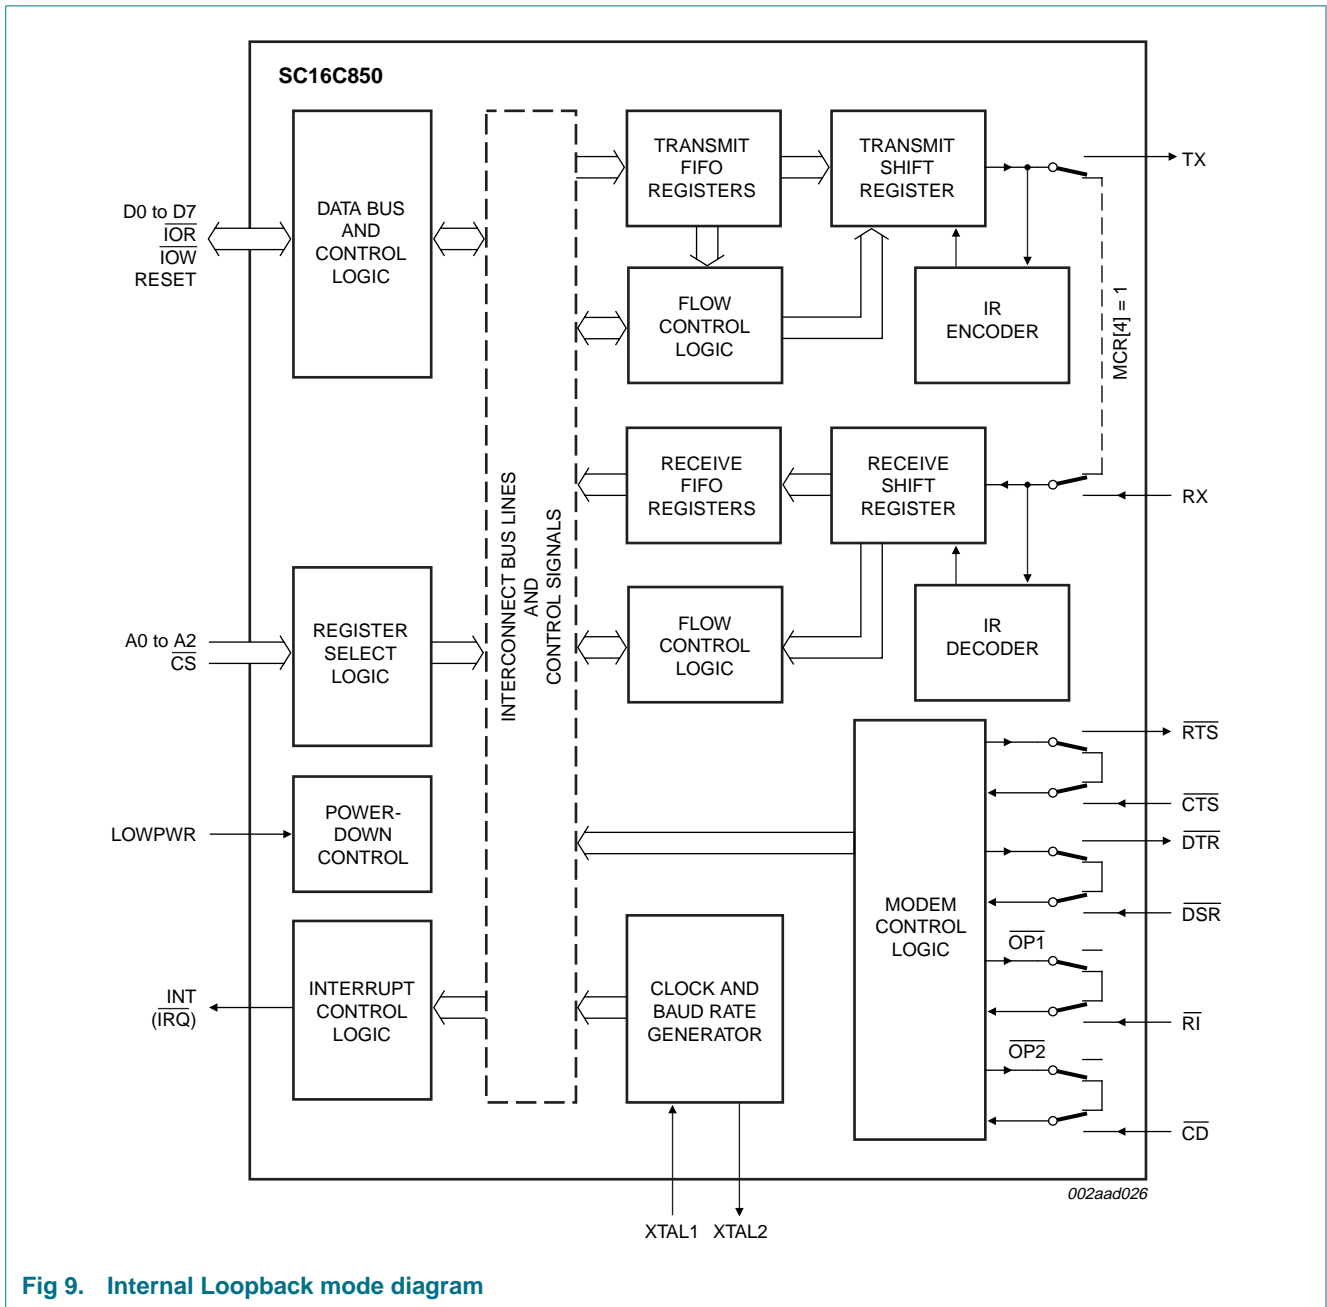 SC16C850
D0 to D7
IOR
IOW
RESET
DATA BUS
AND
CONTROL
LOGIC
A0 to A2
CS
REGISTER
SELECT
LOGIC
LOWPWR
POWER-
DOWN
CONTROL
INT
(IRQ)
INTERRUPT
CONTROL
LOGIC
INTERCONNECT BUS LINES
AND
CONTROL SIGNALS
TRANSMIT
FIFO
REGISTERS
TRANSMIT
SHIFT
REGISTER
TX
FLOW
CONTROL
LOGIC
IR
ENCODER
MCR[4] = 1
RECEIVE
FIFO
REGISTERS
RECEIVE
SHIFT
REGISTER
RX
FLOW
CONTROL
LOGIC
IR
DECODER
MODEM
CONTROL
LOGIC
RTS
CTS
DTR
DSR
OP1
RI
OP2
CD
CLOCK AND
BAUD RATE
GENERATOR
XTAL1 XTAL2
002aad026
Fig 9. Internal Loopback mode diagram